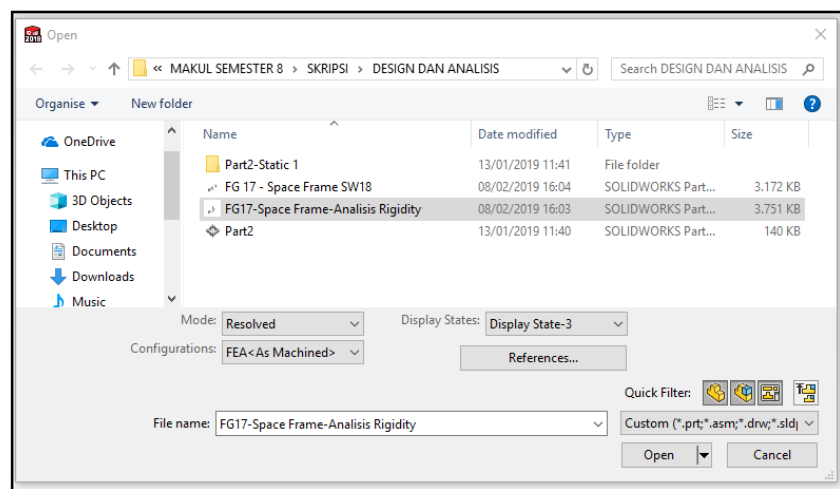 SW 2018 Open
« MAKUL SEMESTER 8 > SKRIPSI > DESIGN DAN ANALISIS Search DESIGN DAN ANALISIS
Organise New folder ?
Name Date modified Type Size
OneDrive
This PC
3D Objects
Desktop
Documents
Downloads
Music
Part2-Static 1 13/01/2019 11:41 File folder
FG 17 - Space Frame SW18 08/02/2019 16:04 SOLIDWORKS Part... 3.172 KB
FG17-Space Frame-Analisis Rigidity 08/02/2019 16:03 SOLIDWORKS Part... 3.751 KB
Part2 13/01/2019 11:40 SOLIDWORKS Part... 140 KB
Mode: Resolved Display States: Display State-3
Configurations: FEA<As Machined> References...
Quick Filter:
File name: FG17-Space Frame-Analisis Rigidity Custom (*.prt;*.asm;*.drw;*.sld
Open Cancel